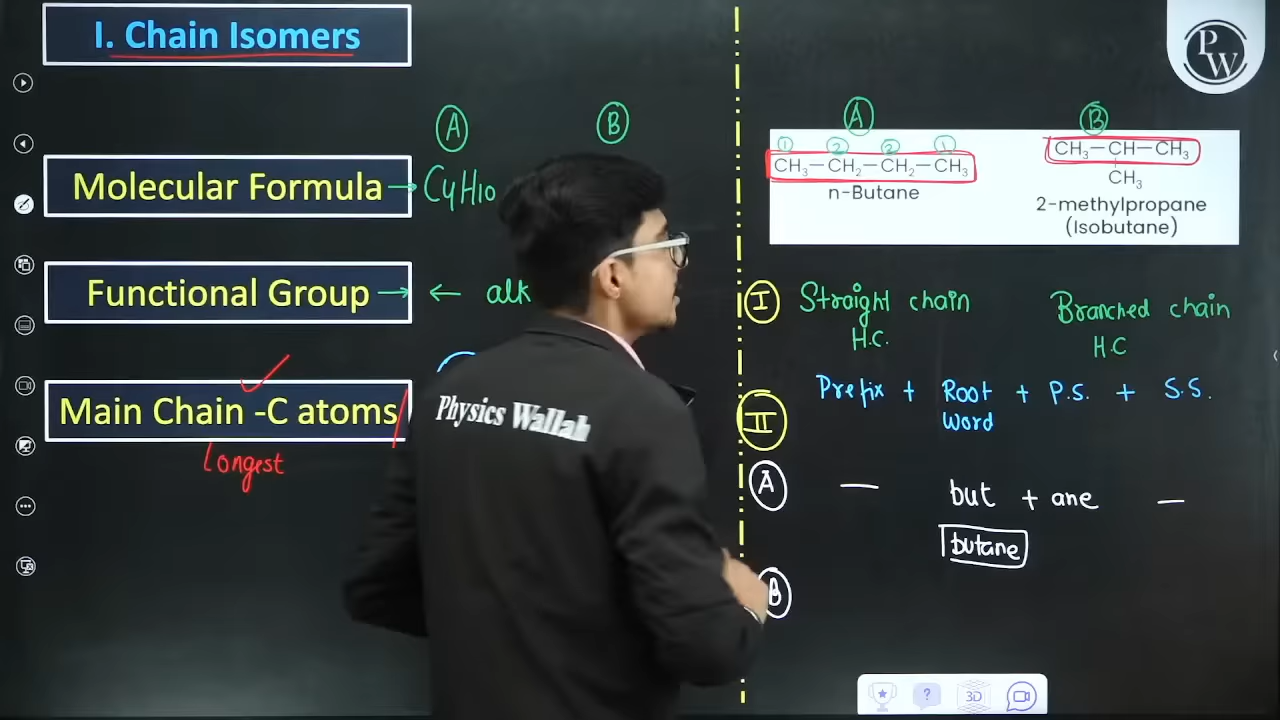 I. Chain Isomers
A B
Molecular Formula → C4H10
Functional Group → ← alk
Main Chain -C atoms
Longest
PW
A B
1 2 2 1
CH3—CH2—CH2—CH3
n-Butane
CH3—CH—CH3
CH3
2-methylpropane
(Isobutane)
I Straight chain H.C.
Branched chain H.C
II Prefix + Root Word + P.S. + S.S.
A — but + ane —
butane
B
Physics Wallah
3D